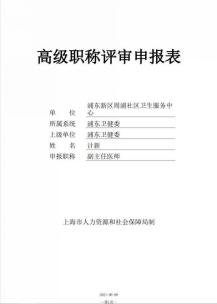 高级职称评审申报表
单位 浦东新区周浦社区卫生服务中
心
所属系统 浦东卫健委
上级单位 浦东卫健委
姓名 计新
申报职称 副主任医师
上海市人力资源和社会保障局制